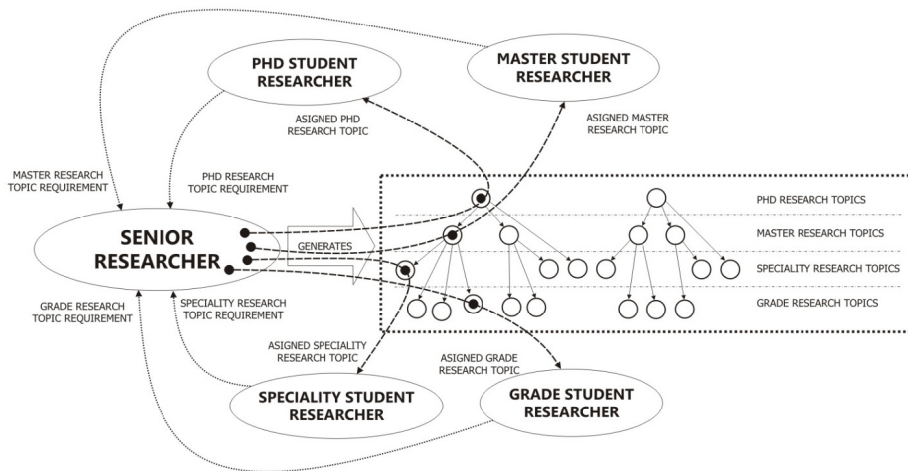 PHD STUDENT
RESEARCHER
MASTER STUDENT
RESEARCHER
ASIGNED PHD
RESEARCH TOPIC
ASIGNED MASTER
RESEARCH TOPIC
MASTER RESEARCH
TOPIC REQUIREMENT
PHD RESEARCH
TOPIC REQUIREMENT
PHD RESEARCH TOPICS
MASTER RESEARCH TOPICS
SENIOR
RESEARCHER
GENERATES
SPECIALITY RESEARCH TOPICS
GRADE RESEARCH TOPICS
GRADE RESEARCH
TOPIC REQUIREMENT
SPECIALITY RESEARCH
TOPIC REQUIREMENT
ASIGNED SPECIALITY
RESEARCH TOPIC
ASIGNED GRADE
RESEARCH TOPIC
SPECIALITY STUDENT
RESEARCHER
GRADE STUDENT
RESEARCHER